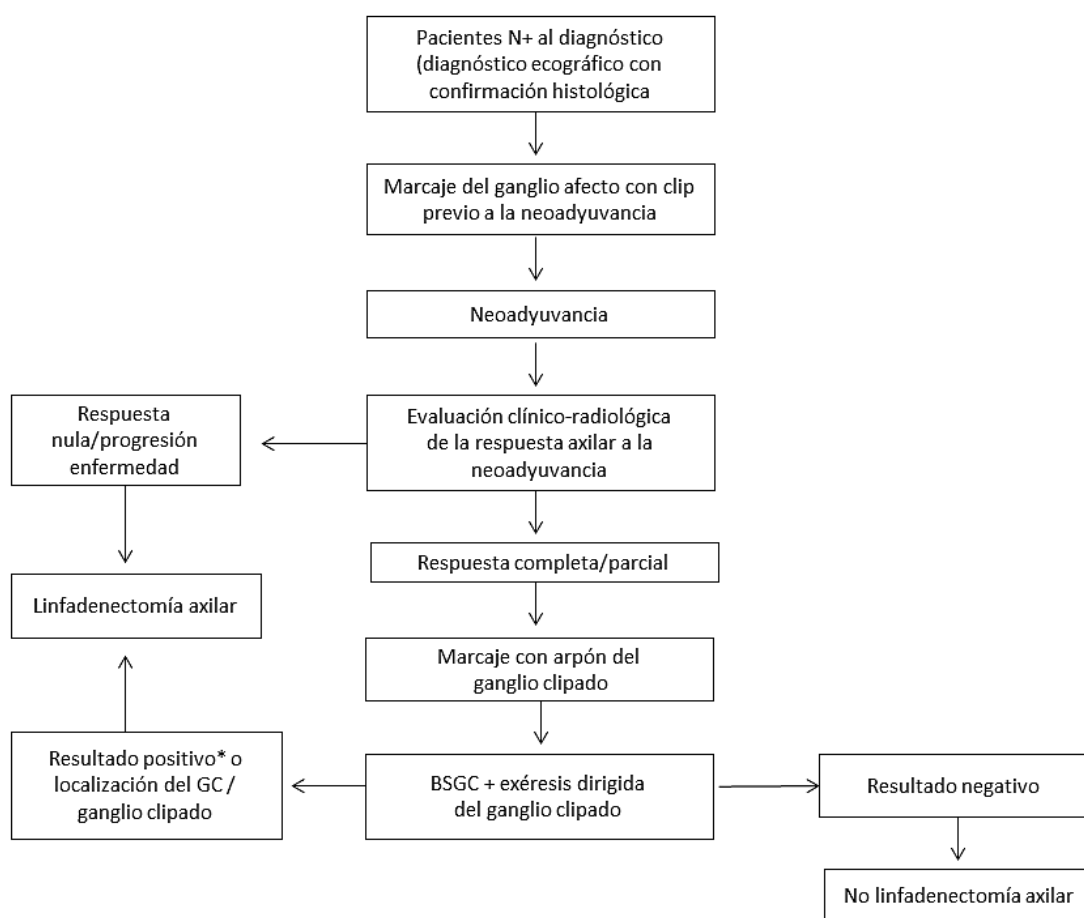 Pacientes N+ al diagnóstico
(diagnóstico ecográfico con
confirmación histológica
Marcaje del ganglio afecto con clip
previo a la neoadyuvancia
Neoadyuvancia
Respuesta
nula/progresión
enfermedad
Evaluación clínico-radiológica
de la respuesta axilar a la
neoadyuvancia
Respuesta completa/parcial
Linfadenectomía axilar
Marcaje con arpón del
ganglio clipado
Resultado positivo* o
localización del GC /
ganglio clipado
BSGC + exéresis dirigida
del ganglio clipado
Resultado negativo
No linfadenectomía axilar